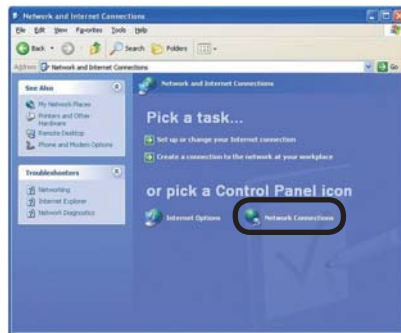 Network and Internet Connections
File Edit View Favorites Tools Help
Back Search Folders
Address Network and Internet Connections Go
See Also
My Network Places
Printers and Other Hardware
Remote Desktop
Phone and Modem Options
Troubleshooters
Networking
Internet Explorer
Network Diagnostics
Network and Internet Connections
Pick a task...
Set up or change your Internet connection
Create a connection to the network at your workplace
or pick a Control Panel icon
Internet Options Network Connections